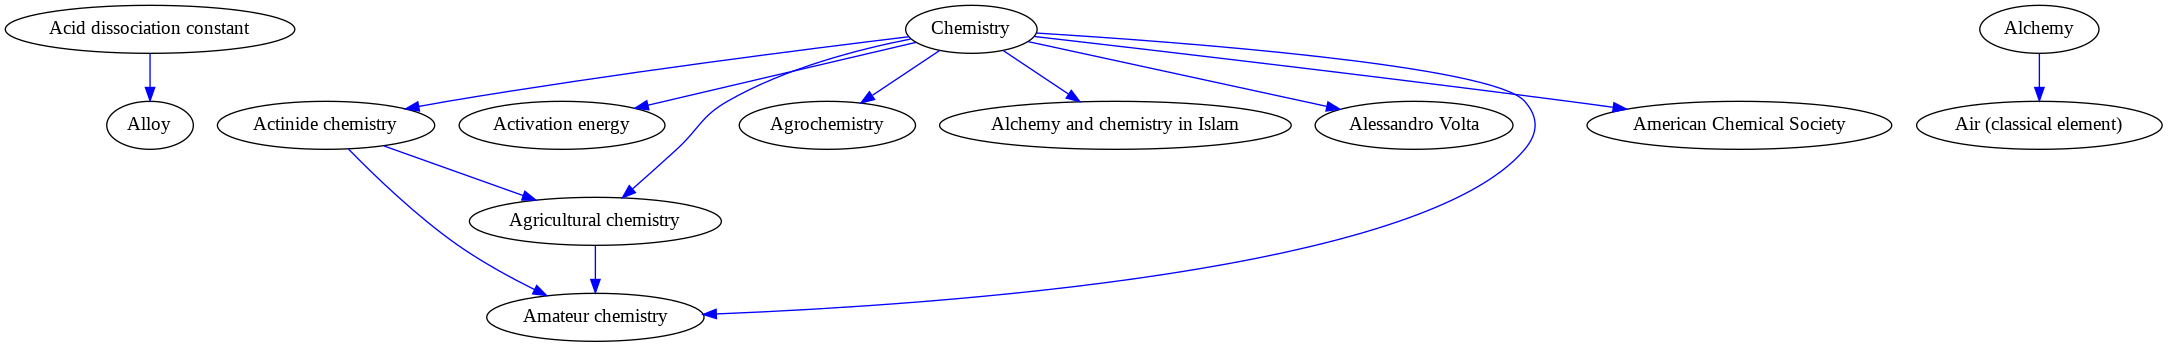 Acid dissociation constant
Chemistry
Alchemy
Alloy
Actinide chemistry
Activation energy
Agrochemistry
Alchemy and chemistry in Islam
Alessandro Volta
American Chemical Society
Air (classical element)
Agricultural chemistry
Amateur chemistry